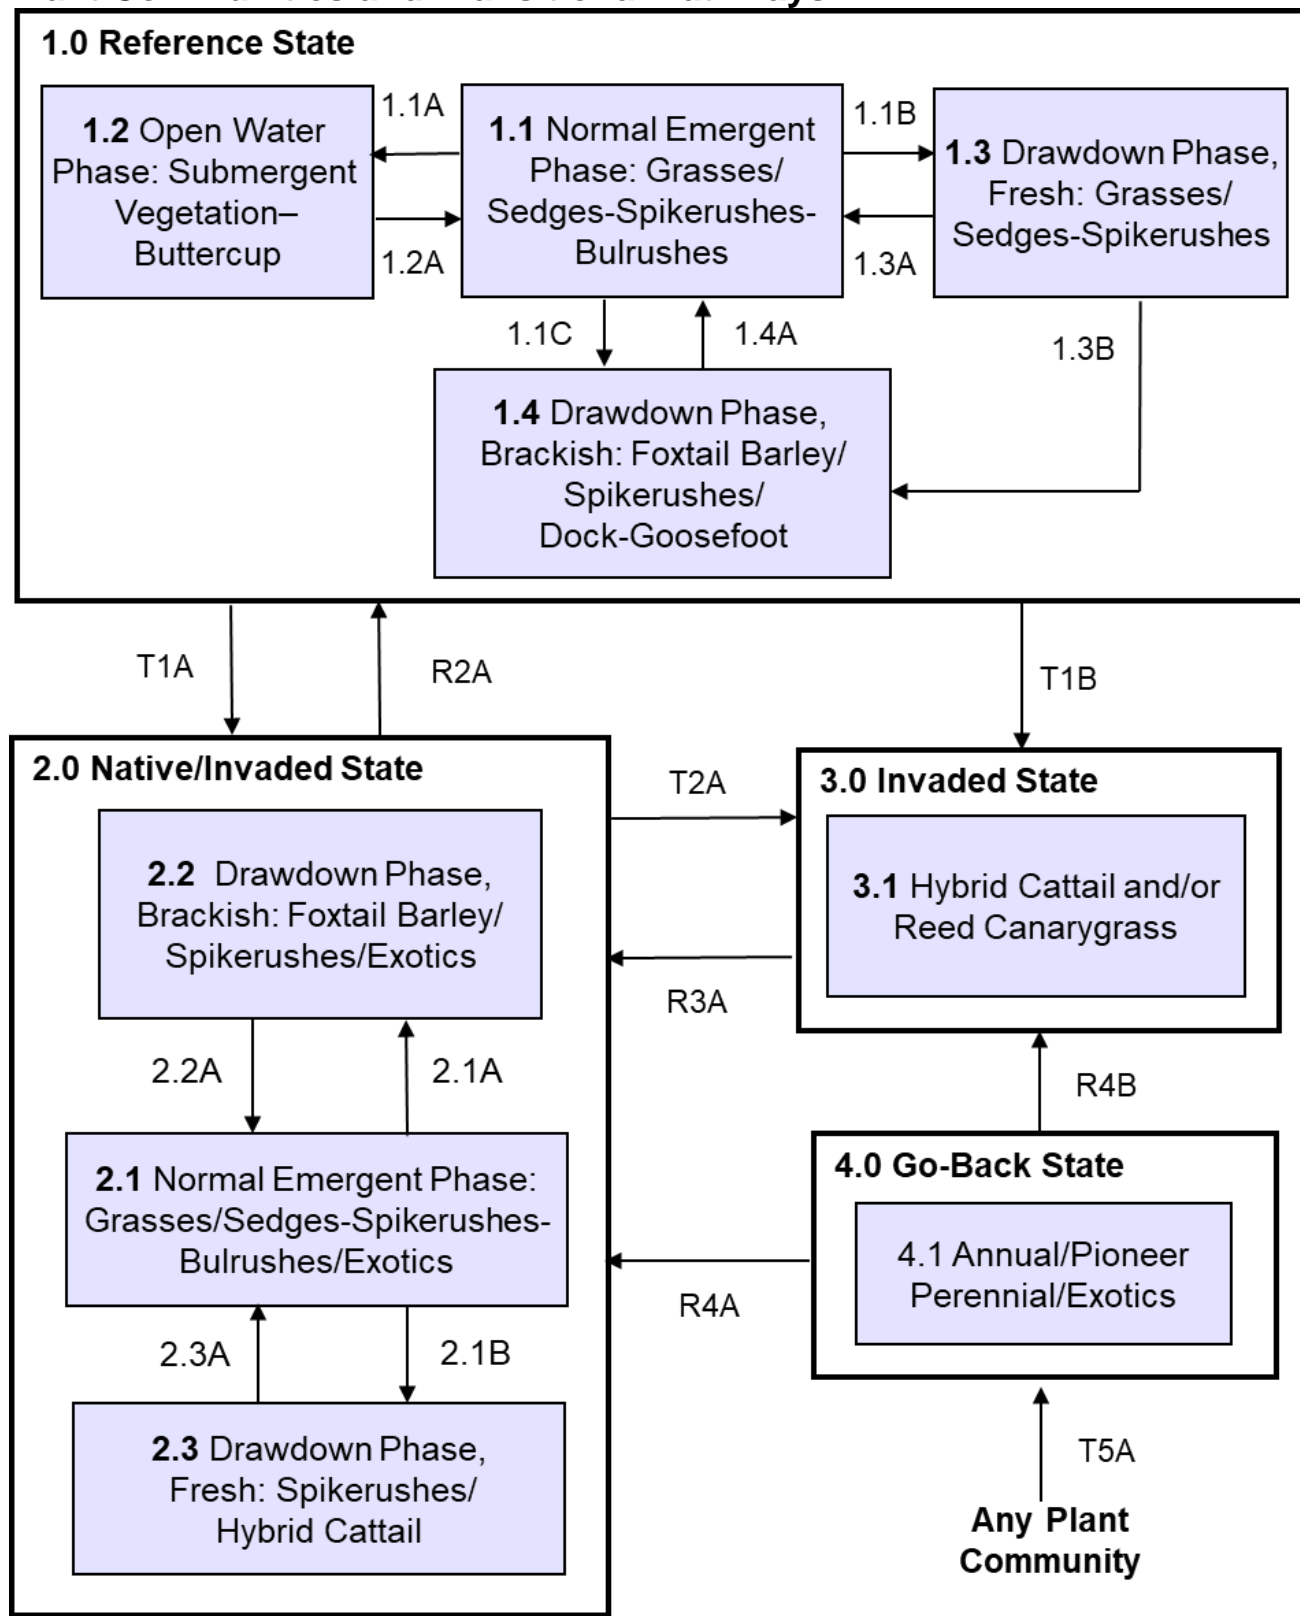 1.0 Reference State
1.2 Open Water
Phase: Submergent
Vegetation–
Buttercup
1.1A
1.2A
1.1 Normal Emergent
Phase: Grasses/
Sedges-Spikerushes-
Bulrushes
1.1B
1.3A
1.3 Drawdown Phase,
Fresh: Grasses/
Sedges-Spikerushes
1.1C
1.4A
1.3B
1.4 Drawdown Phase,
Brackish: Foxtail Barley/
Spikerushes/
Dock-Goosefoot
T1A
R2A
T1B
2.0 Native/Invaded State
2.2 Drawdown Phase,
Brackish: Foxtail Barley/
Spikerushes/Exotics
2.2A
2.1A
2.1 Normal Emergent Phase:
Grasses/Sedges-Spikerushes-
Bulrushes/Exotics
2.3A
2.1B
2.3 Drawdown Phase,
Fresh: Spikerushes/
Hybrid Cattail
T2A
R3A
R4A
3.0 Invaded State
3.1 Hybrid Cattail and/or
Reed Canarygrass
R4B
4.0 Go-Back State
4.1 Annual/Pioneer
Perennial/Exotics
T5A
Any Plant
Community